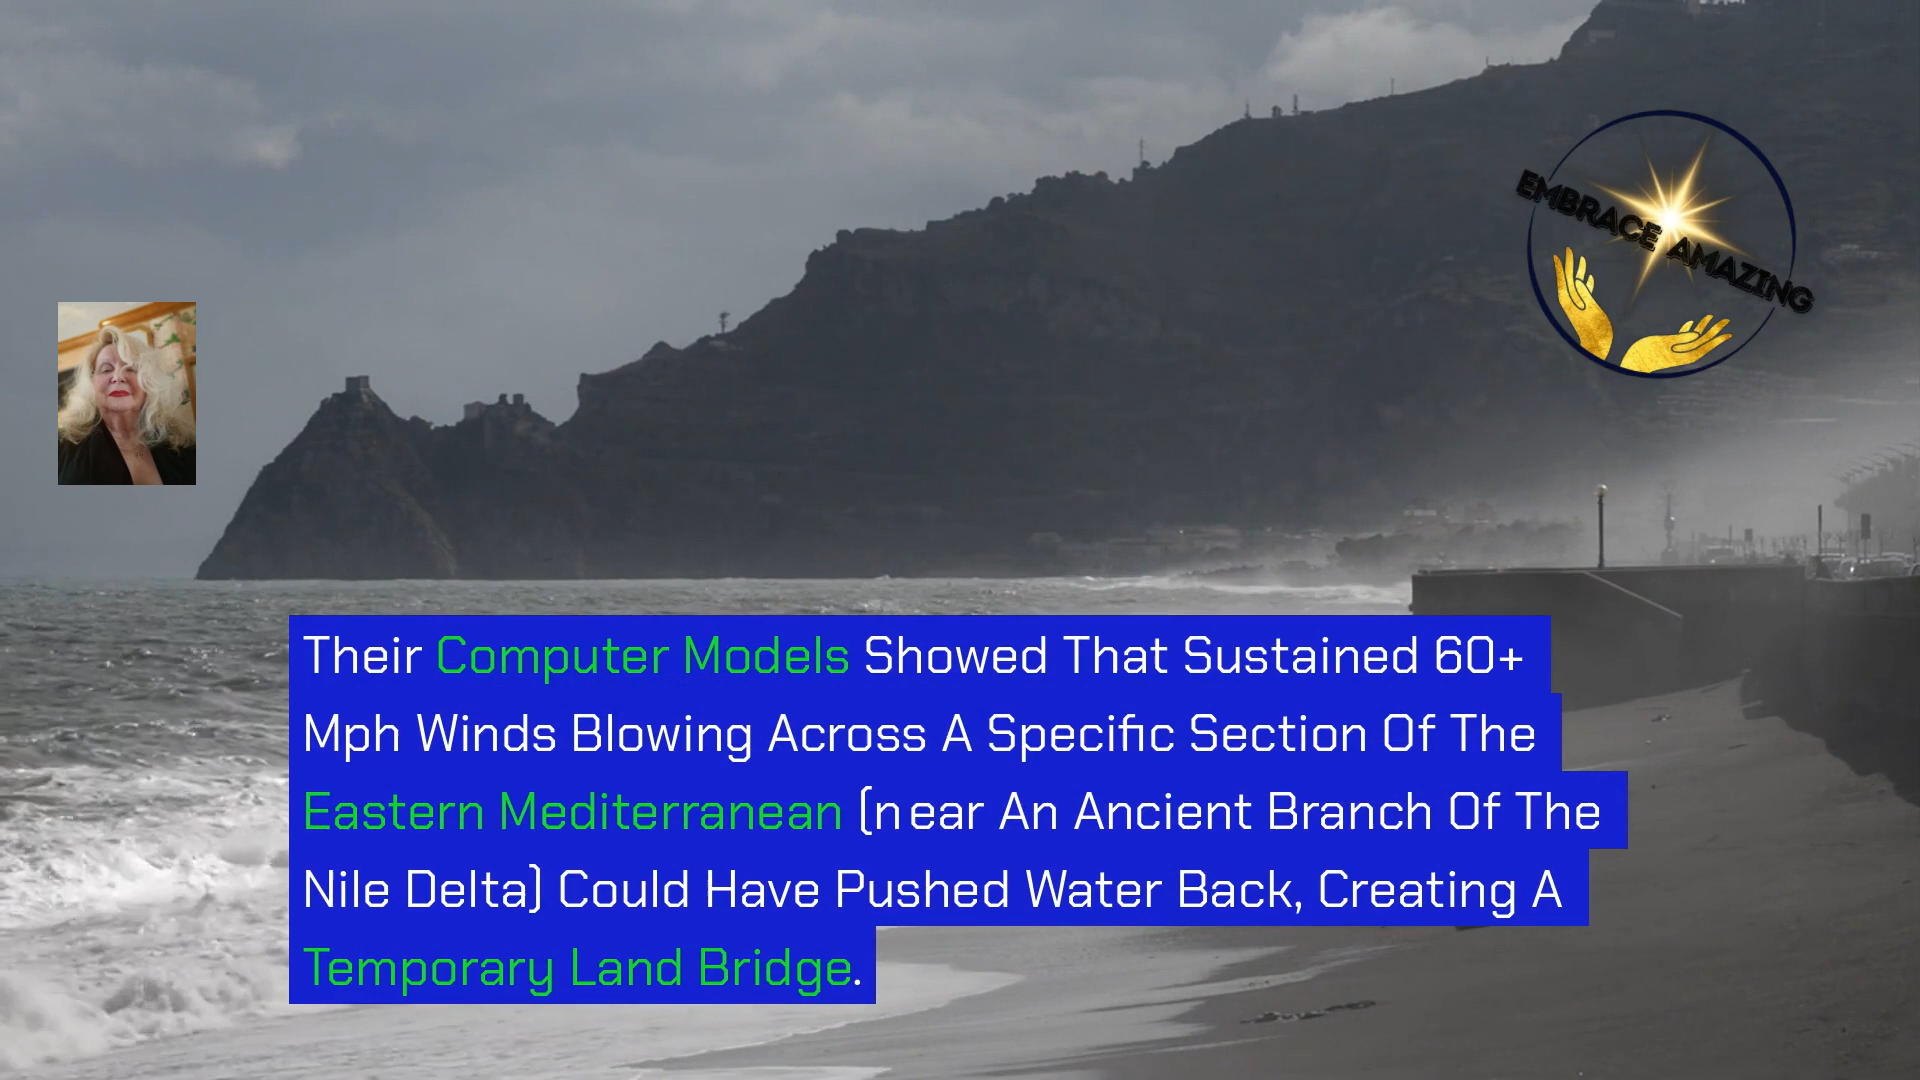 EMBRACE AMAZING
Their Computer Models Showed That Sustained 60+
Mph Winds Blowing Across A Specific Section Of The
Eastern Mediterranean (near An Ancient Branch Of The
Nile Delta) Could Have Pushed Water Back, Creating A
Temporary Land Bridge.